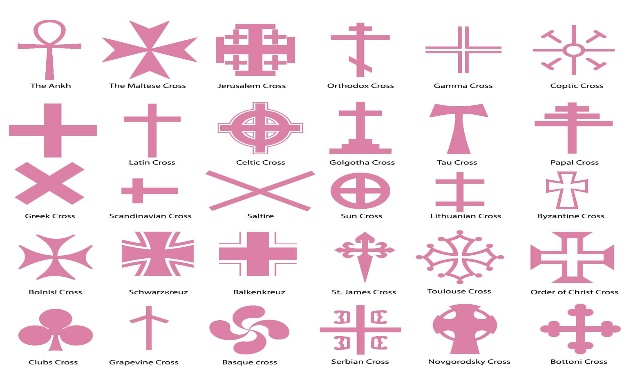 The Ankh
The Maltese Cross
Jerusalem Cross
Orthodox Cross
Gamma Cross
Coptic Cross
Latin Cross
Celtic Cross
Golgotha Cross
Tau Cross
Papal Cross
Greek Cross
Scandinavian Cross
Saltire
Sun Cross
Lithuanian Cross
Byzantine Cross
Bolnisi Cross
Schwarzkreuz
Balkenkreuz
St. James Cross
Toulouse Cross
Order of Christ Cross
Clubs Cross
Grapevine Cross
Basque cross
Serbian Cross
Novgorodsky Cross
Bottoni Cross